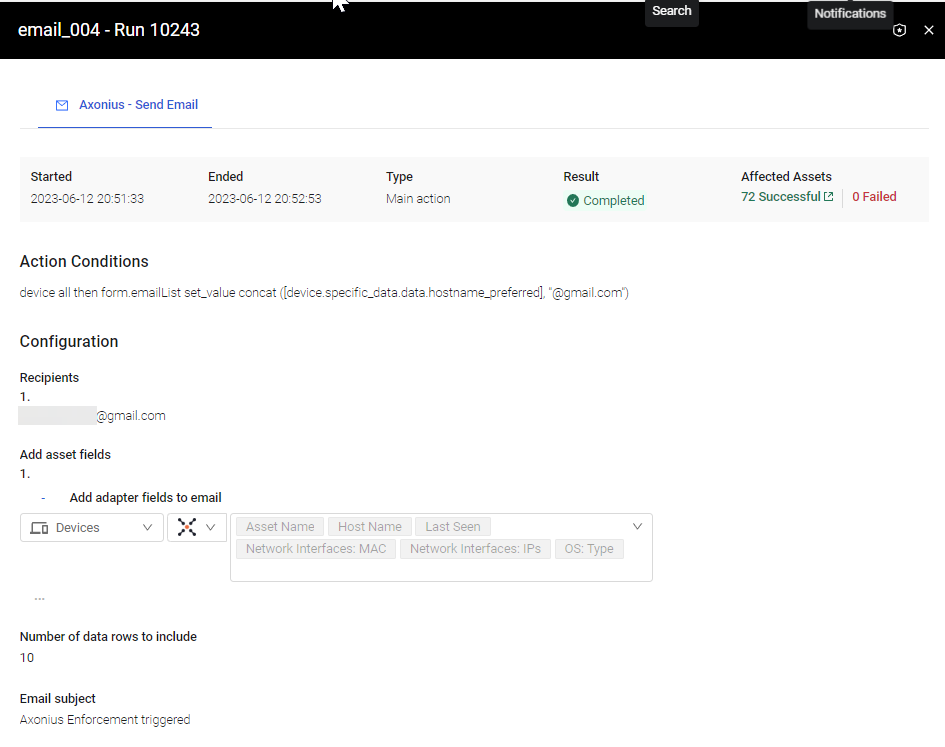 Search
Notifications
email_004 - Run 10243
Axonius - Send Email
Started
Ended
Type
Result
Affected Assets
2023-06-12 20:51:33
2023-06-12 20:52:53
Main action
Completed
72 Successful
0 Failed
Action Conditions
device all then form.emailList set_value concat ([device.specific_data.data.hostname_preferred], "@gmail.com")
Configuration
Recipients
1.
@gmail.com
Add asset fields
1.
- Add adapter fields to email
Devices
Asset Name
Host Name
Last Seen
Network Interfaces: MAC
Network Interfaces: IPs
OS: Type
...
Number of data rows to include
10
Email subject
Axonius Enforcement triggered